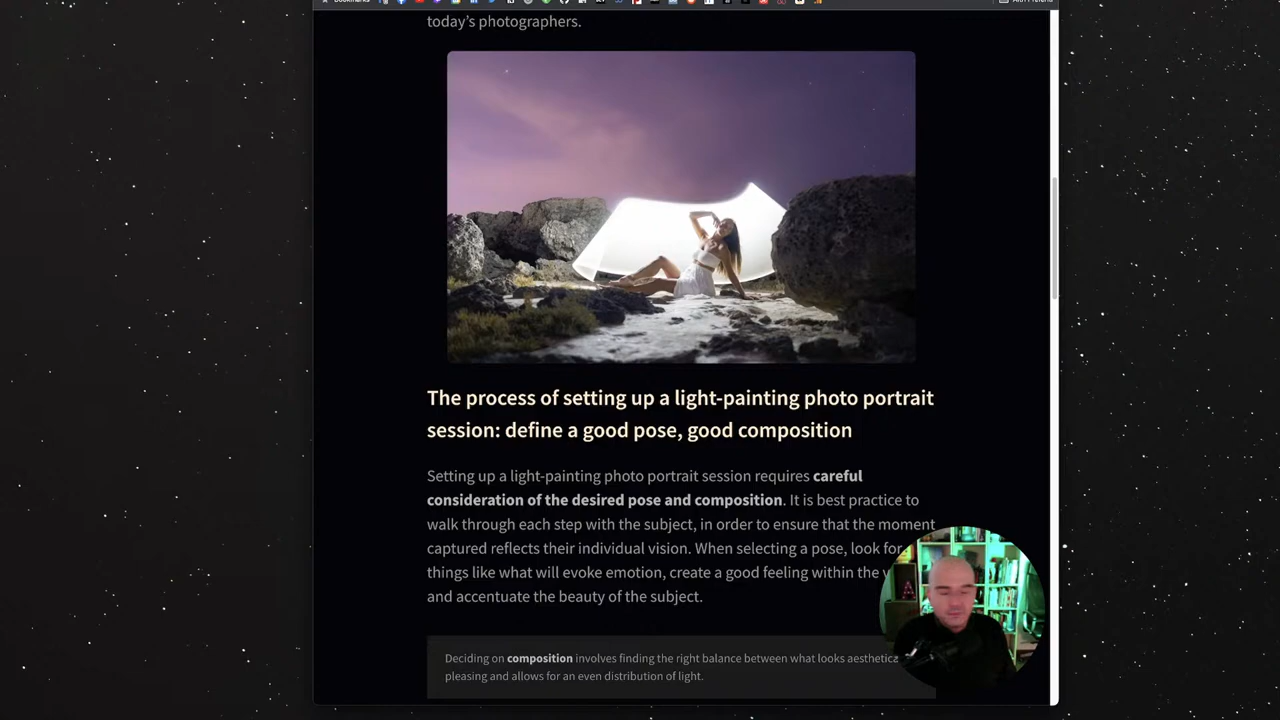 today's photographers.
The process of setting up a light-painting photo portrait
session: define a good pose, good composition
Setting up a light-painting photo portrait session requires careful
consideration of the desired pose and composition. It is best practice to
walk through each step with the subject, in order to ensure that the moment
captured reflects their individual vision. When selecting a pose, look for
things like what will evoke emotion, create a good feeling within the
and accentuate the beauty of the subject.
Deciding on composition involves finding the right balance between what looks
pleasing and allows for an even distribution of light.